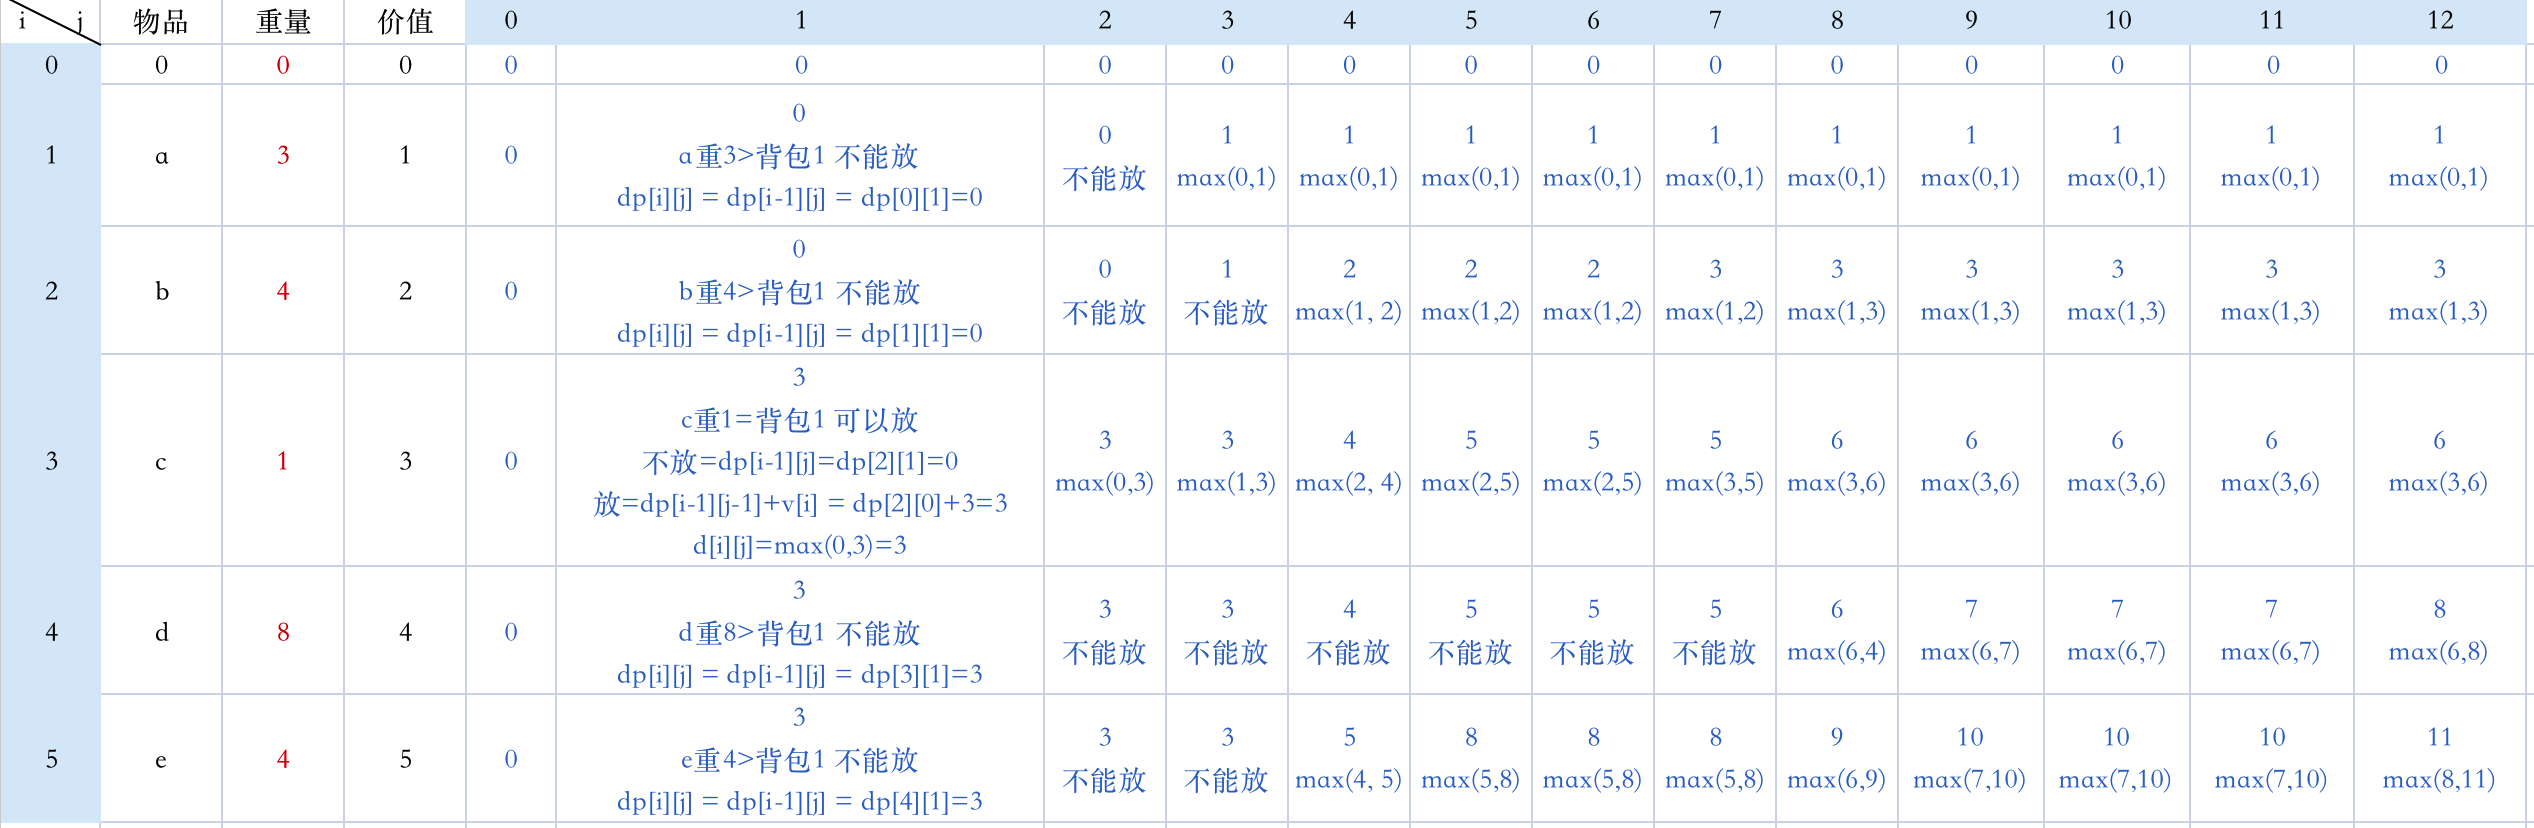 i j 物品 重量 价值 0 1 2 3 4 5 6 7 8 9 10 11 12
0 0 0 0 0 0 0 0 0 0 0 0 0 0 0 0 0
1 a 3 1 0
0
a重3>背包1 不能放
dp[i][j] = dp[i-1][j] = dp[0][1]=0
0
不能放
1
max(0,1)
1
max(0,1)
1
max(0,1)
1
max(0,1)
1
max(0,1)
1
max(0,1)
1
max(0,1)
1
max(0,1)
1
max(0,1)
1
max(0,1)
2 b 4 2 0
0
b重4>背包1 不能放
dp[i][j] = dp[i-1][j] = dp[1][1]=0
0
不能放
1
不能放
2
max(1, 2)
2
max(1,2)
2
max(1,2)
3
max(1,2)
3
max(1,3)
3
max(1,3)
3
max(1,3)
3
max(1,3)
3
max(1,3)
3 c 1 3 0
3
c重1=背包1 可以放
不放=dp[i-1][j]=dp[2][1]=0
放=dp[i-1][j-1]+v[i] = dp[2][0]+3=3
d[i][j]=max(0,3)=3
3
max(0,3)
3
max(1,3)
4
max(2, 4)
5
max(2,5)
5
max(2,5)
5
max(3,5)
6
max(3,6)
6
max(3,6)
6
max(3,6)
6
max(3,6)
6
max(3,6)
4 d 8 4 0
3
d重8>背包1 不能放
dp[i][j] = dp[i-1][j] = dp[3][1]=3
3
不能放
3
不能放
4
不能放
5
不能放
5
不能放
5
不能放
6
max(6,4)
7
max(6,7)
7
max(6,7)
7
max(6,7)
8
max(6,8)
5 e 4 5 0
3
e重4>背包1 不能放
dp[i][j] = dp[i-1][j] = dp[4][1]=3
3
不能放
3
不能放
5
max(4, 5)
8
max(5,8)
8
max(5,8)
8
max(5,8)
9
max(6,9)
10
max(7,10)
10
max(7,10)
10
max(7,10)
11
max(8,11)